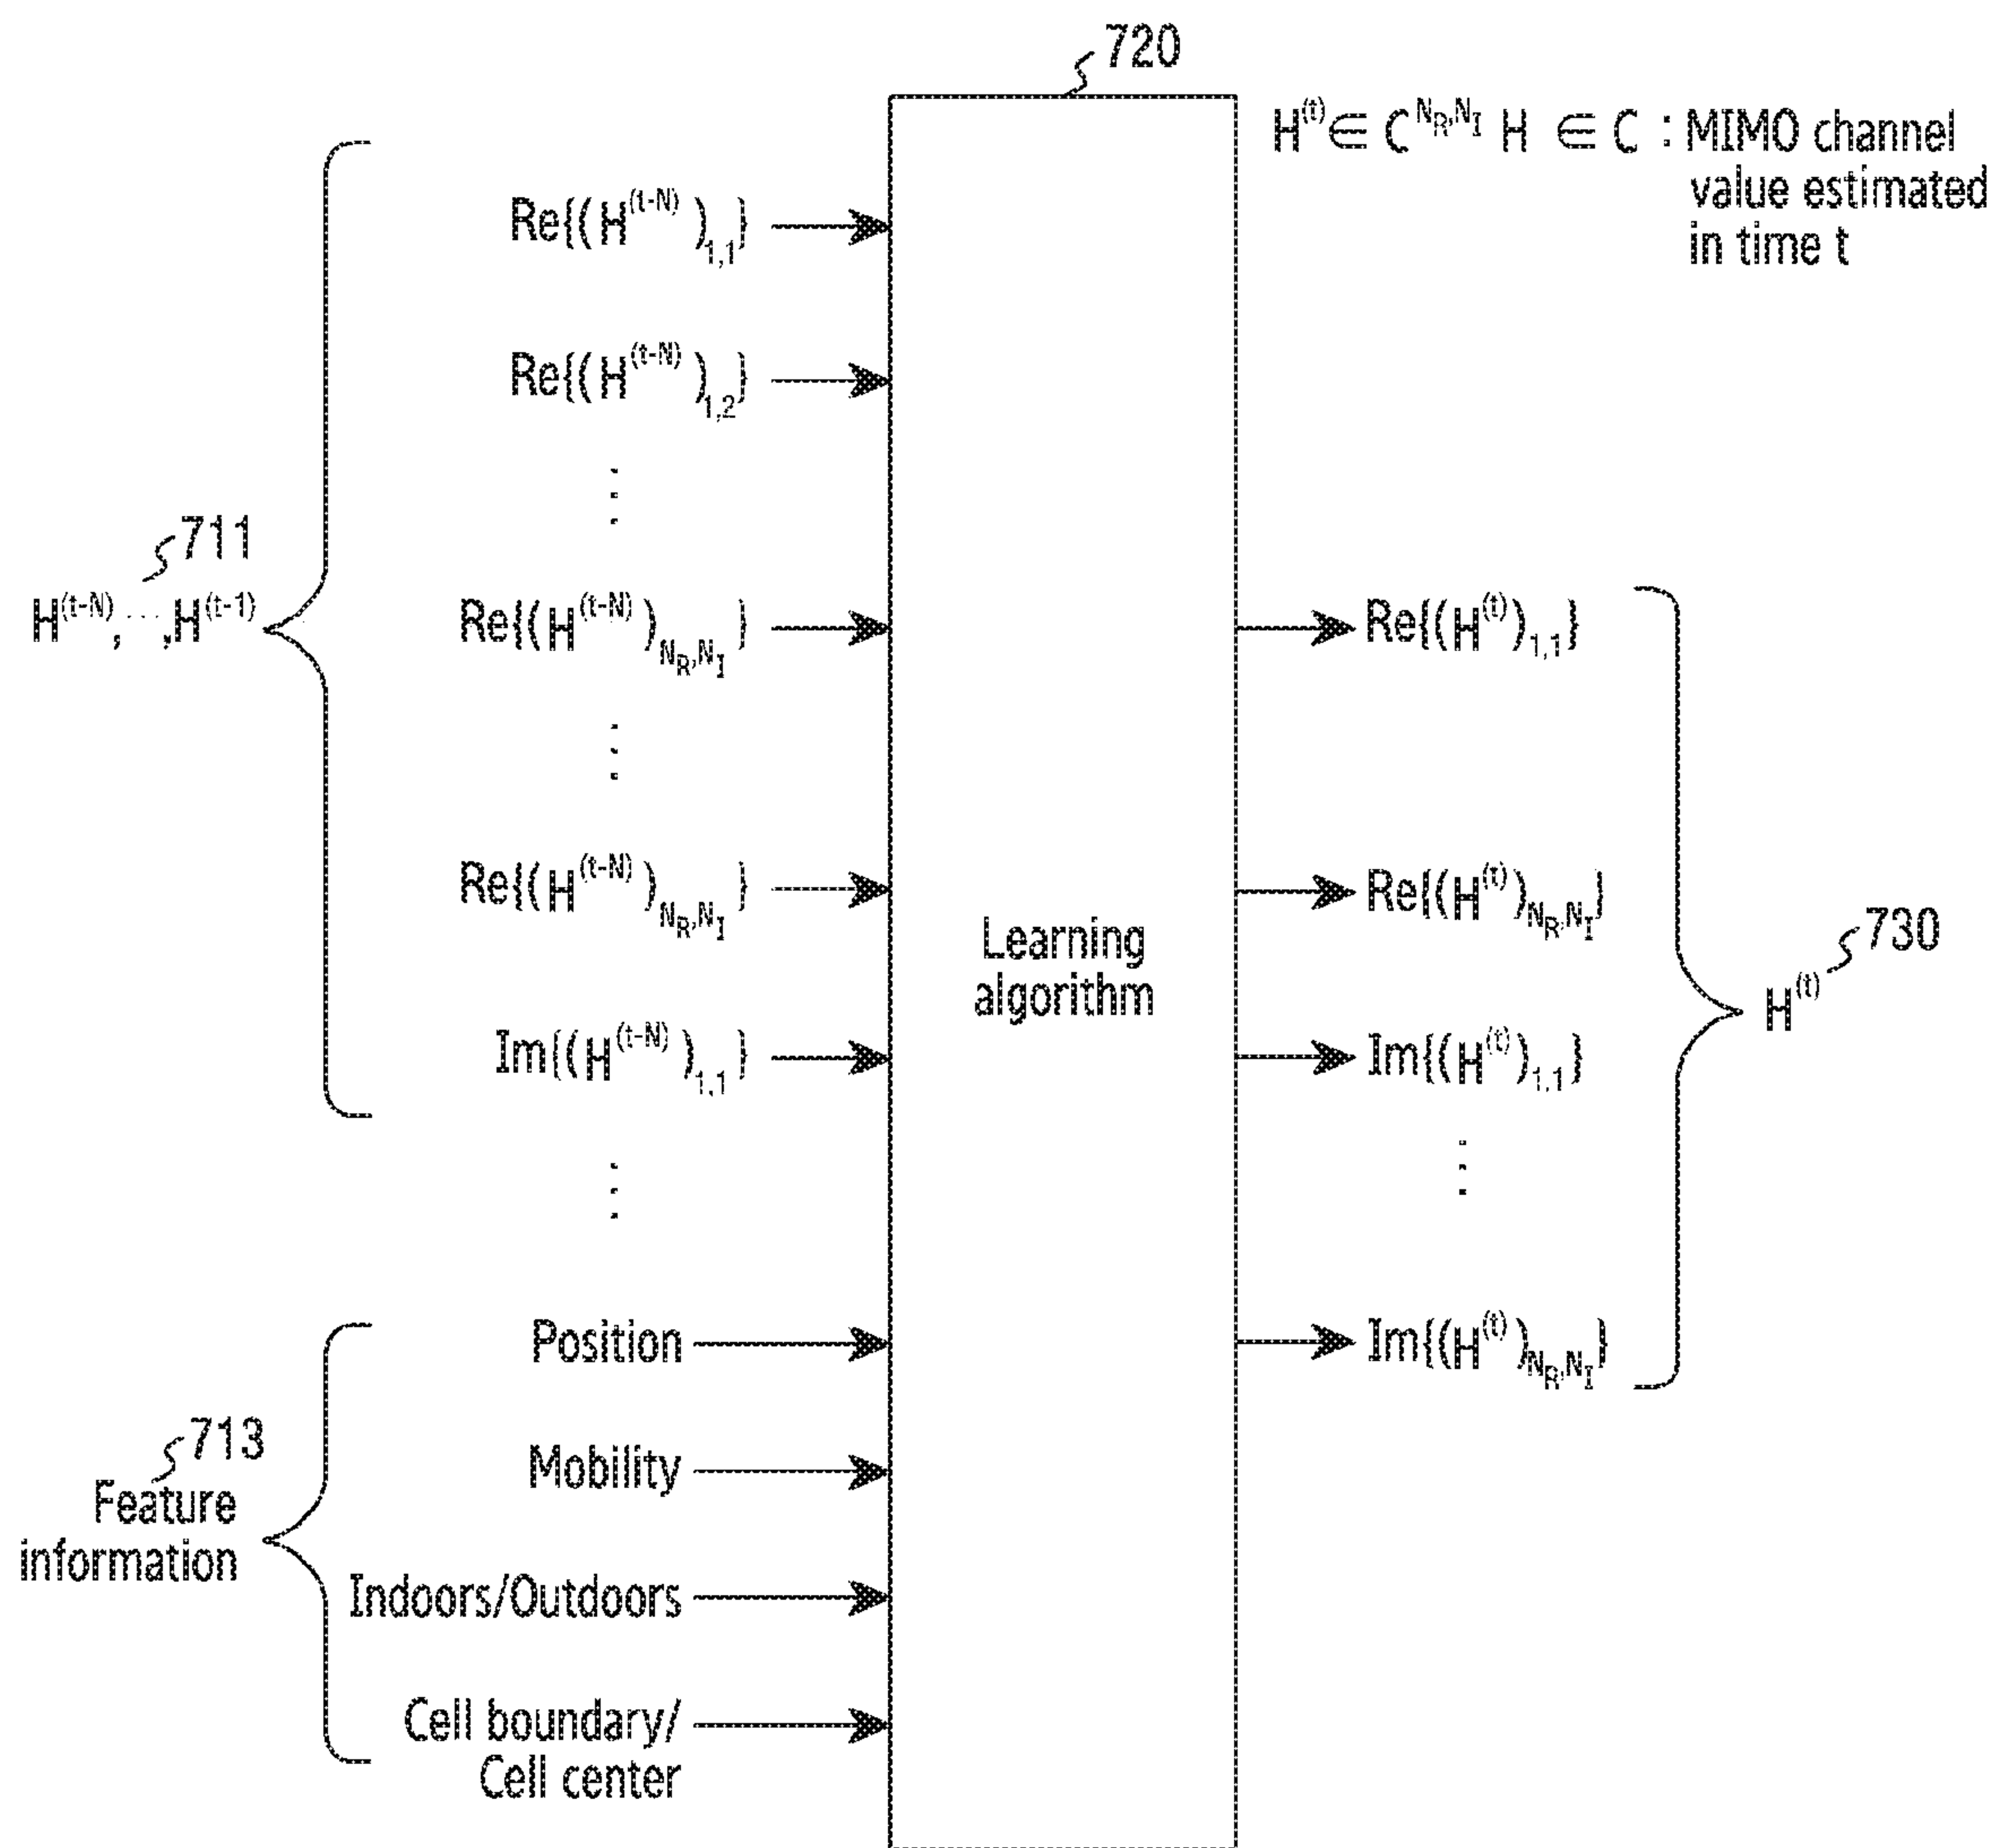 720
H^(t) ∈ C^N_R,N_I H ∈ C : MIMO channel
value estimated
in time t
Re{(H^(t-N))_1,1}
Re{(H^(t-N))_1,2}
⋮
711
H^(t-N), ⋯ ,H^(t-1)
Re{(H^(t-N))_N_R,N_I}
⋮
Re{(H^(t-N))_N_R,N_I}
Im{(H^(t-N))_1,1}
⋮
Learning
algorithm
Re{(H^(t))_1,1}
Re{(H^(t))_N_R,N_I}
Im{(H^(t))_1,1}
⋮
Im{(H^(t))_N_R,N_I}
730
H^(t)
713
Feature
information
Position
Mobility
Indoors/Outdoors
Cell boundary/
Cell center